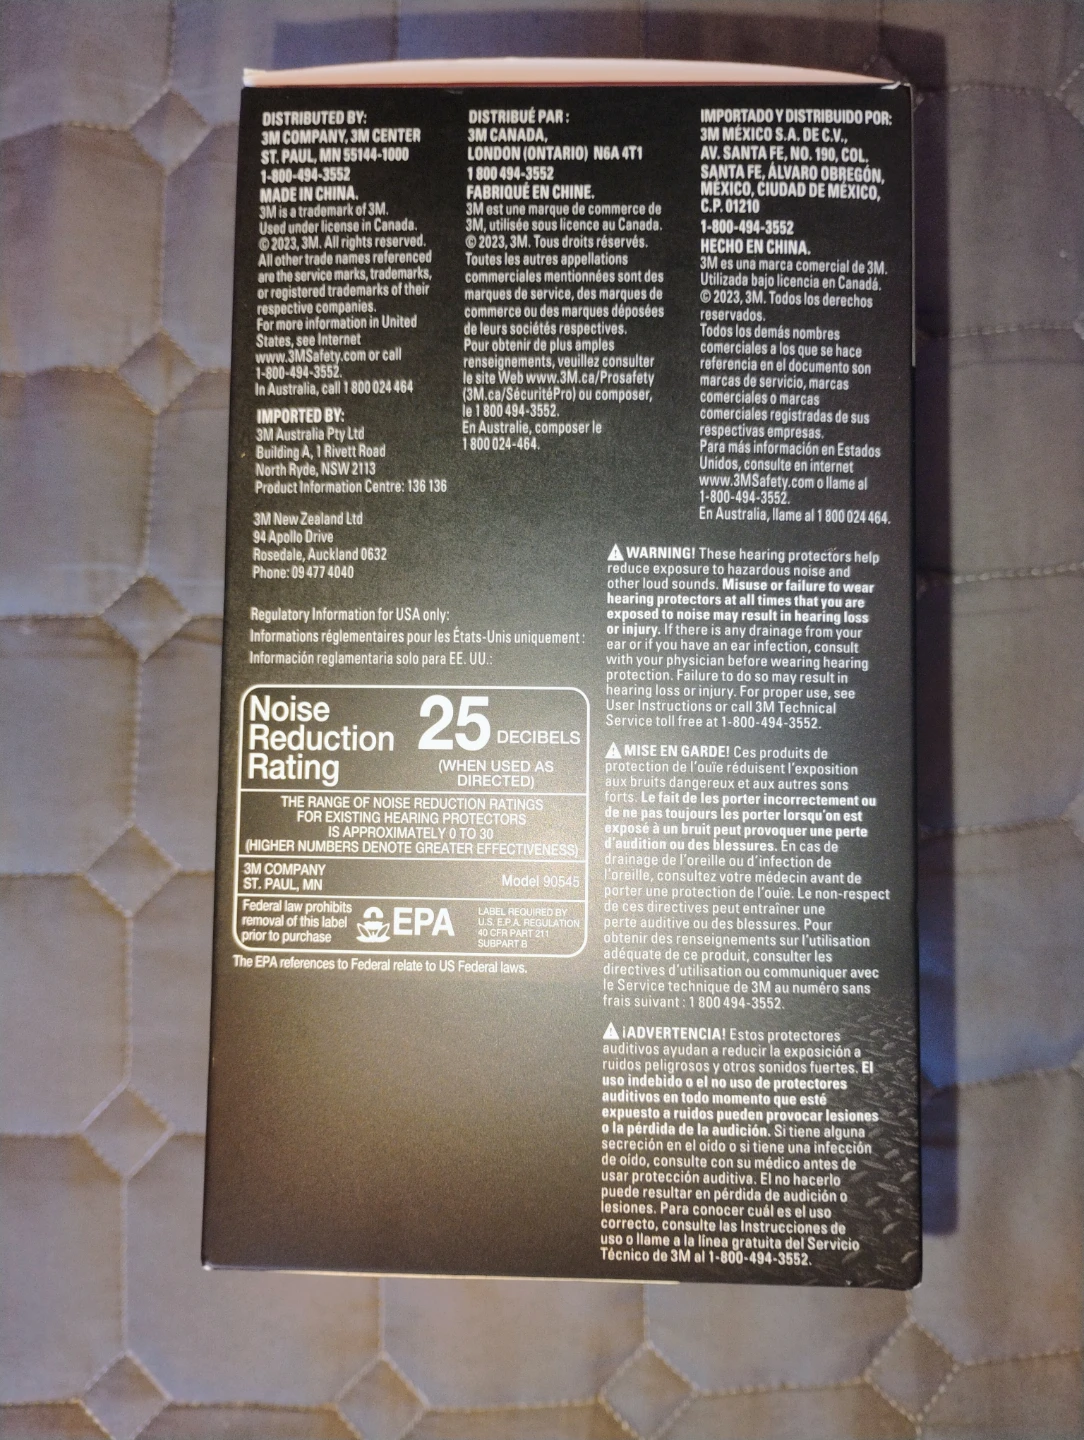 DISTRIBUTED BY:
3M COMPANY, 3M CENTER
ST. PAUL, MN 55144-1000
1-800-494-3552
MADE IN CHINA.
3M is a trademark of 3M.
Used under license in Canada.
© 2023, 3M. All rights reserved.
All other trade names referenced
are the service marks, trademarks,
or registered trademarks of their
respective companies.
For more information in United
States, see Internet
www.3MSafety.com or call
1-800-494-3552.
In Australia, call 1 800 024 464
IMPORTED BY:
3M Australia Pty Ltd
Building A, 1 Rivett Road
North Ryde, NSW 2113
Product Information Centre: 136 136
3M New Zealand Ltd
94 Apollo Drive
Rosedale, Auckland 0632
Phone: 09 477 4040
DISTRIBUÉ PAR :
3M CANADA,
LONDON (ONTARIO) N6A 4T1
1 800 494-3552
FABRIQUÉ EN CHINE.
3M est une marque de commerce de
3M, utilisée sous licence au Canada.
© 2023, 3M. Tous droits réservés.
Toutes les autres appellations
commerciales mentionnées sont des
marques de service, des marques de
commerce ou des marques déposées
de leurs sociétés respectives.
Pour obtenir de plus amples
renseignements, veuillez consulter
le site Web www.3M.ca/Prosafety
(3M.ca/SécuritéPro) ou composer,
le 1 800 494-3552.
En Australie, composer le
1 800 024-464.
IMPORTADO Y DISTRIBUIDO POR:
3M MÉXICO S.A. DE C.V.,
AV. SANTA FE, NO. 190, COL.
SANTA FE, ÁLVARO OBREGÓN,
MÉXICO, CIUDAD DE MÉXICO,
C.P. 01210
1-800-494-3552
HECHO EN CHINA.
3M es una marca comercial de 3M.
Utilizada bajo licencia en Canadá.
© 2023, 3M. Todos los derechos
reservados.
Todos los demás nombres
comerciales a los que se hace
referencia en el documento son
marcas de servicio, marcas
comerciales o marcas
comerciales registradas de sus
respectivas empresas.
Para más información en Estados
Unidos, consulte en internet
www.3MSafety.com o llame al
1-800-494-3552.
En Australia, llame al 1 800 024 464.
Regulatory Information for USA only:
Informations réglementaires pour les États-Unis uniquement :
Información reglamentaria solo para EE. UU.:
Noise
Reduction
Rating
25 DECIBELS
(WHEN USED AS
DIRECTED)
THE RANGE OF NOISE REDUCTION RATINGS
FOR EXISTING HEARING PROTECTORS
IS APPROXIMATELY 0 TO 30
(HIGHER NUMBERS DENOTE GREATER EFFECTIVENESS)
3M COMPANY
ST. PAUL, MN
Model 90545
Federal law prohibits
removal of this label
prior to purchase
EPA
LABEL REQUIRED BY
U.S. E.P.A. REGULATION
40 CFR PART 211
SUBPART B
The EPA references to Federal relate to US Federal laws.
WARNING! These hearing protectors help
reduce exposure to hazardous noise and
other loud sounds. Misuse or failure to wear
hearing protectors at all times that you are
exposed to noise may result in hearing loss
or injury. If there is any drainage from your
ear or if you have an ear infection, consult
with your physician before wearing hearing
protection. Failure to do so may result in
hearing loss or injury. For proper use, see
User Instructions or call 3M Technical
Service toll free at 1-800-494-3552.
MISE EN GARDE! Ces produits de
protection de l'ouïe réduisent l'exposition
aux bruits dangereux et aux autres sons
forts. Le fait de les porter incorrectement ou
de ne pas toujours les porter lorsqu'on est
exposé à un bruit peut provoquer une perte
d'audition ou des blessures. En cas de
drainage de l'oreille ou d'infection de
l'oreille, consultez votre médecin avant de
porter une protection de l'ouïe. Le non-respect
de ces directives peut entraîner une
perte auditive ou des blessures. Pour
obtenir des renseignements sur l'utilisation
adéquate de ce produit, consulter les
directives d'utilisation ou communiquer avec
le Service technique de 3M au numéro sans
frais suivant : 1 800 494-3552.
¡ADVERTENCIA! Estos protectores
auditivos ayudan a reducir la exposición a
ruidos peligrosos y otros sonidos fuertes. El
uso indebido o el no uso de protectores
auditivos en todo momento que esté
expuesto a ruidos pueden provocar lesiones
o la pérdida de la audición. Si tiene alguna
secreción en el oído o si tiene una infección
de oído, consulte con su médico antes de
usar protección auditiva. El no hacerlo
puede resultar en pérdida de audición o
lesiones. Para conocer cuál es el uso
correcto, consulte las Instrucciones de
uso o llame a la línea gratuita del Servicio
Técnico de 3M al 1-800-494-3552.